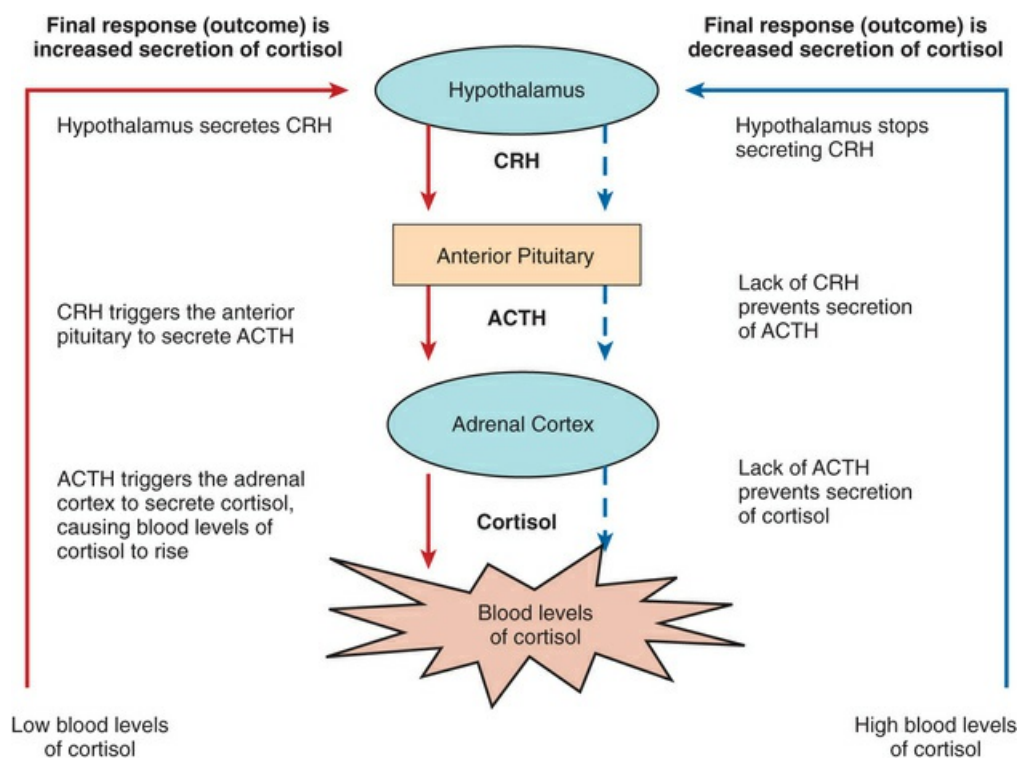 Final response (outcome) is
increased secretion of cortisol
Final response (outcome) is
decreased secretion of cortisol
Hypothalamus
Hypothalamus secretes CRH
Hypothalamus stops
secreting CRH
CRH
Anterior Pituitary
CRH triggers the anterior
pituitary to secrete ACTH
ACTH
Lack of CRH
prevents secretion
of ACTH
Adrenal Cortex
ACTH triggers the adrenal
cortex to secrete cortisol,
causing blood levels of
cortisol to rise
Cortisol
Lack of ACTH
prevents secretion
of cortisol
Blood levels
of cortisol
Low blood levels
of cortisol
High blood levels
of cortisol